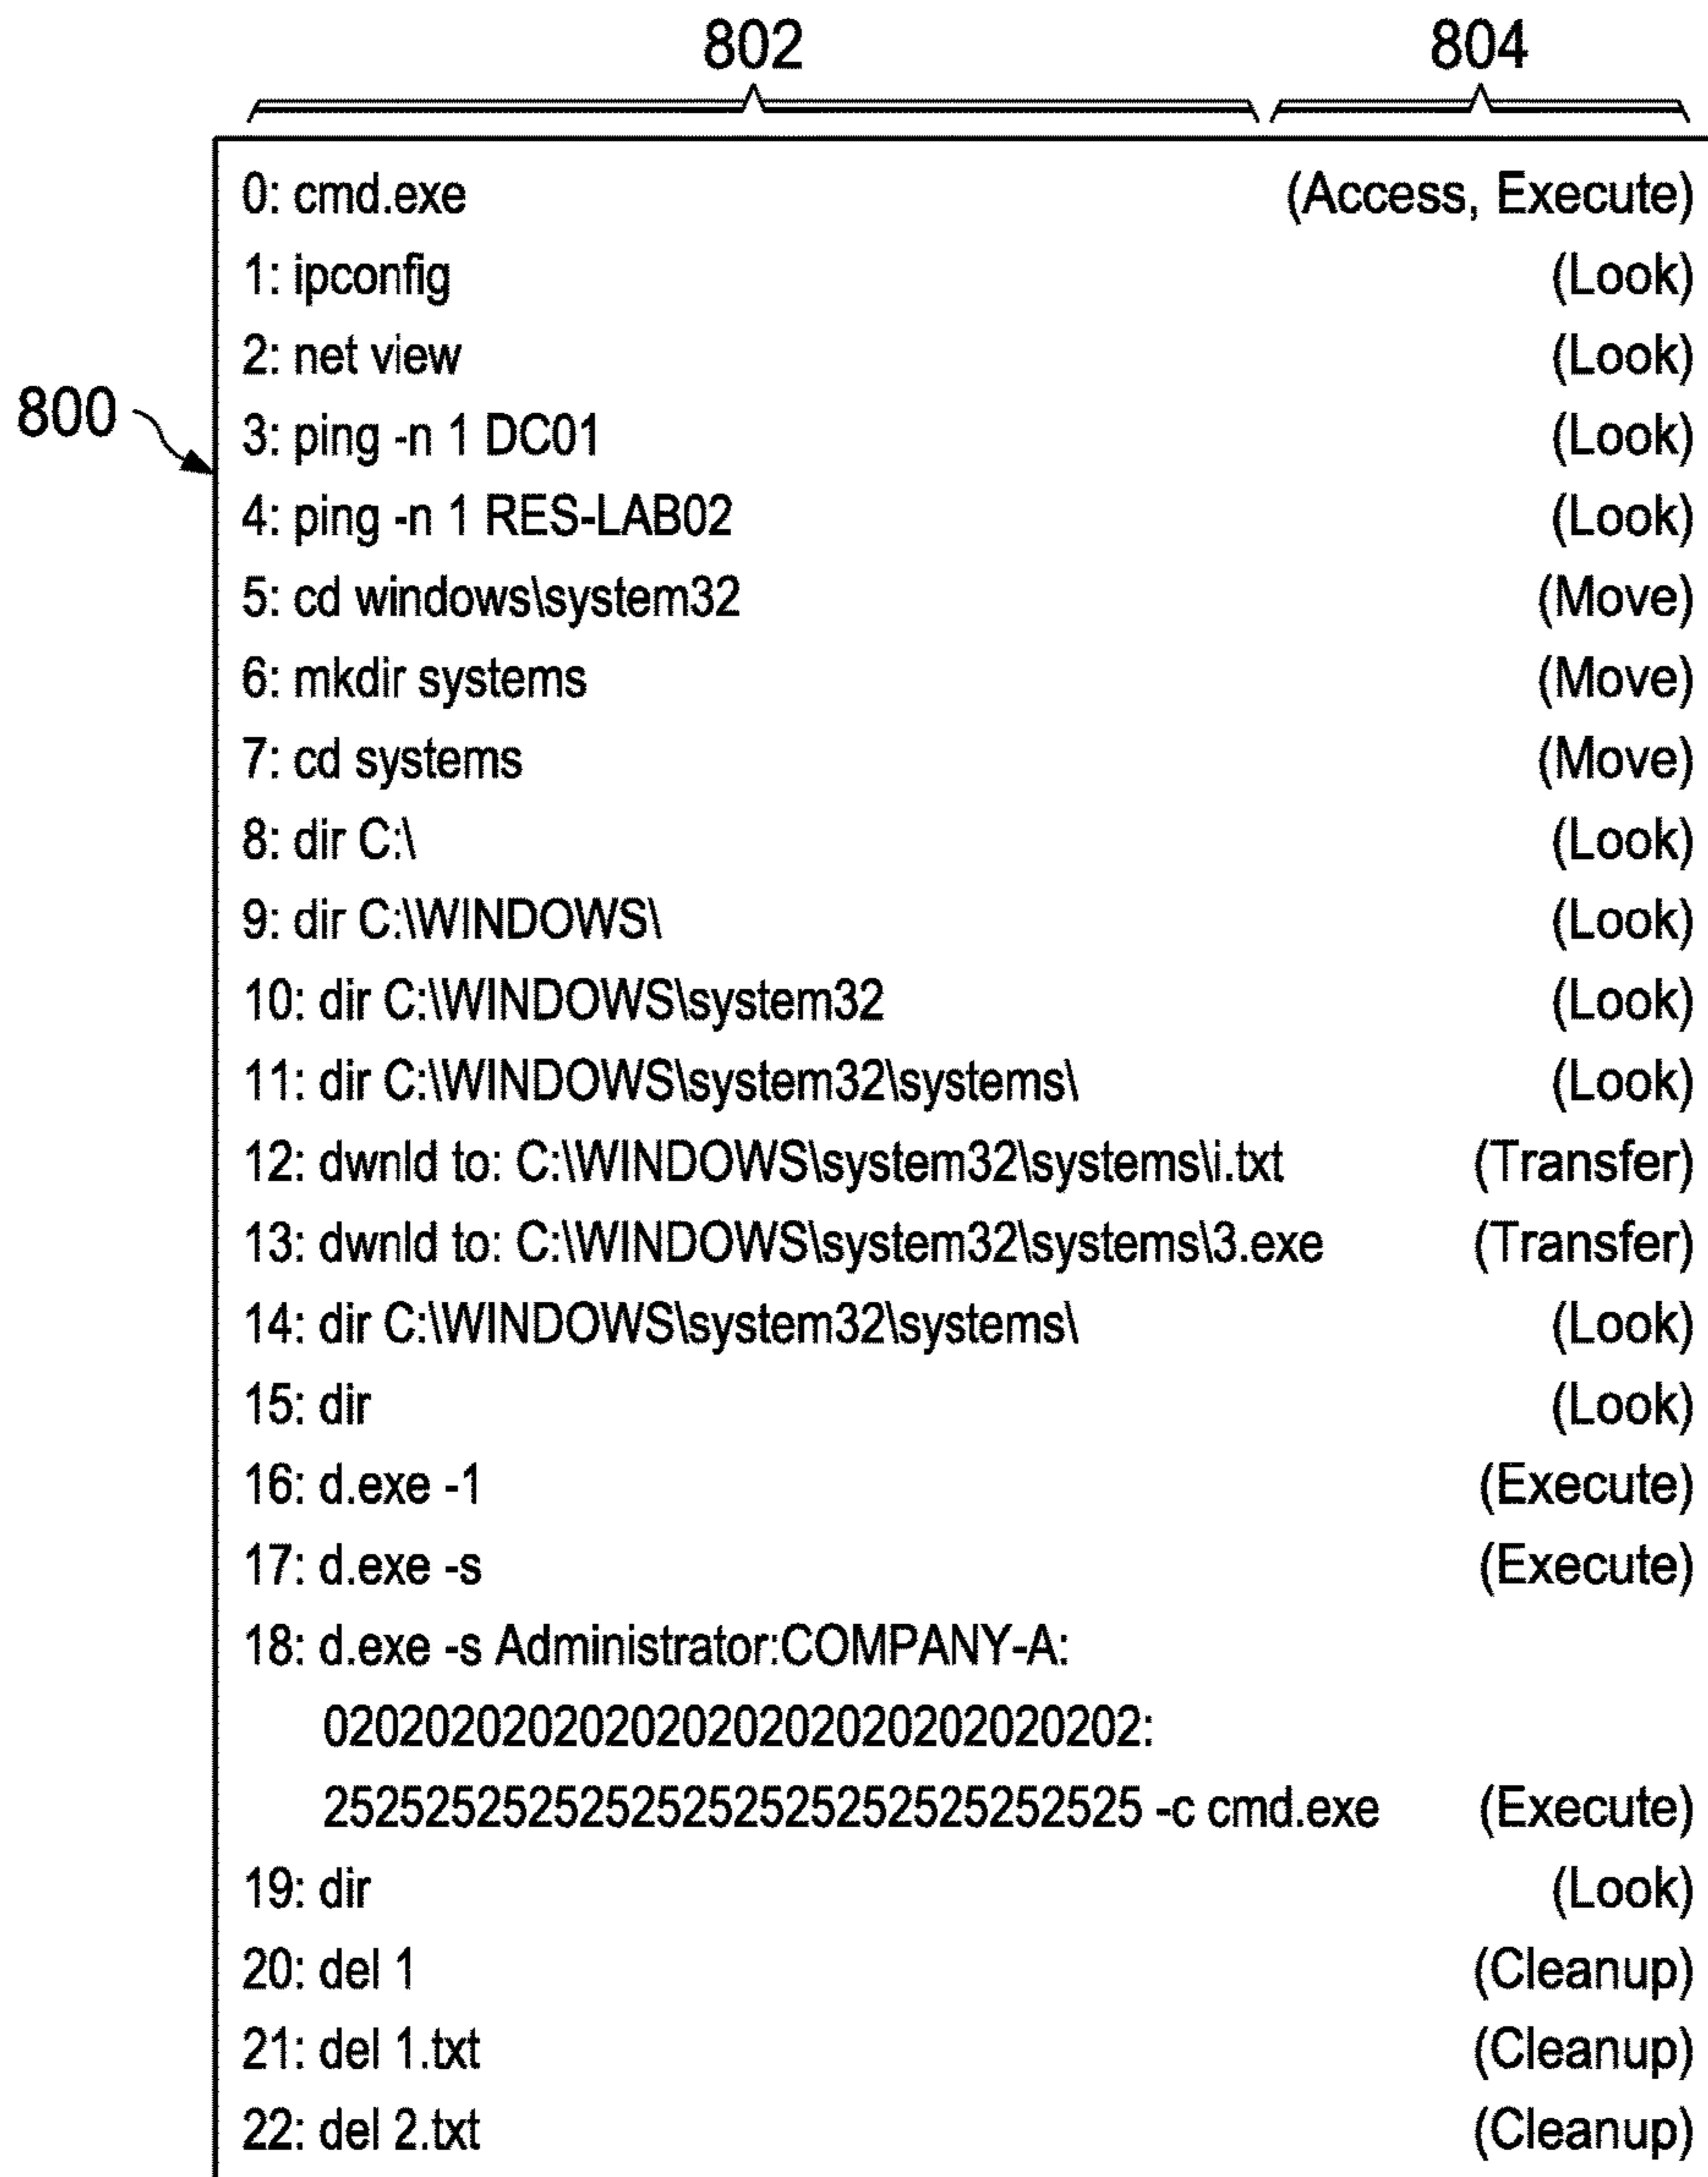 802 804
0: cmd.exe (Access, Execute)
1: ipconfig (Look)
2: net view (Look)
800
3: ping -n 1 DC01 (Look)
4: ping -n 1 RES-LAB02 (Look)
5: cd windows\system32 (Move)
6: mkdir systems (Move)
7: cd systems (Move)
8: dir C:\ (Look)
9: dir C:\WINDOWS\ (Look)
10: dir C:\WINDOWS\system32 (Look)
11: dir C:\WINDOWS\system32\systems\ (Look)
12: dwnld to: C:\WINDOWS\system32\systems\i.txt (Transfer)
13: dwnld to: C:\WINDOWS\system32\systems\3.exe (Transfer)
14: dir C:\WINDOWS\system32\systems\ (Look)
15: dir (Look)
16: d.exe -1 (Execute)
17: d.exe -s (Execute)
18: d.exe -s Administrator:COMPANY-A:
02020202020202020202020202020202:
25252525252525252525252525252525 -c cmd.exe (Execute)
19: dir (Look)
20: del 1 (Cleanup)
21: del 1.txt (Cleanup)
22: del 2.txt (Cleanup)